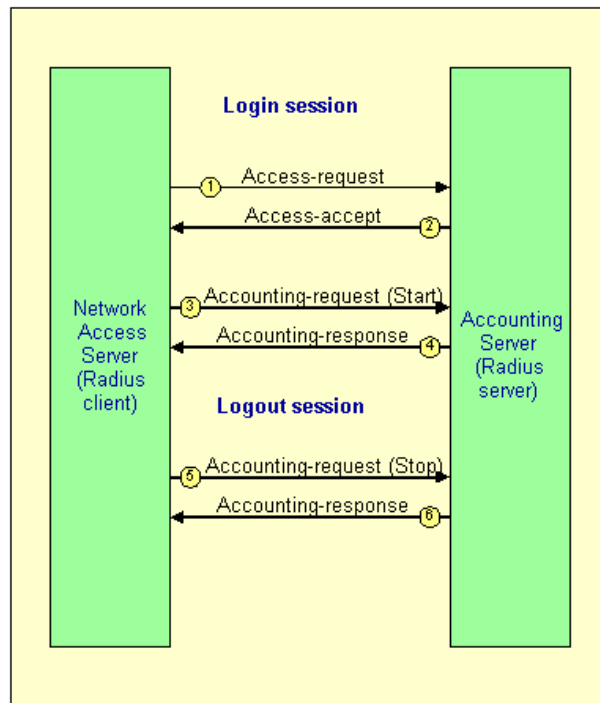 Login session
1
Access-request
Access-accept
2
3
Accounting-request (Start)
Accounting-response
4
Network
Access
Server
(Radius
client)
Accounting
Server
(Radius
server)
Logout session
5
Accounting-request (Stop)
Accounting-response
6